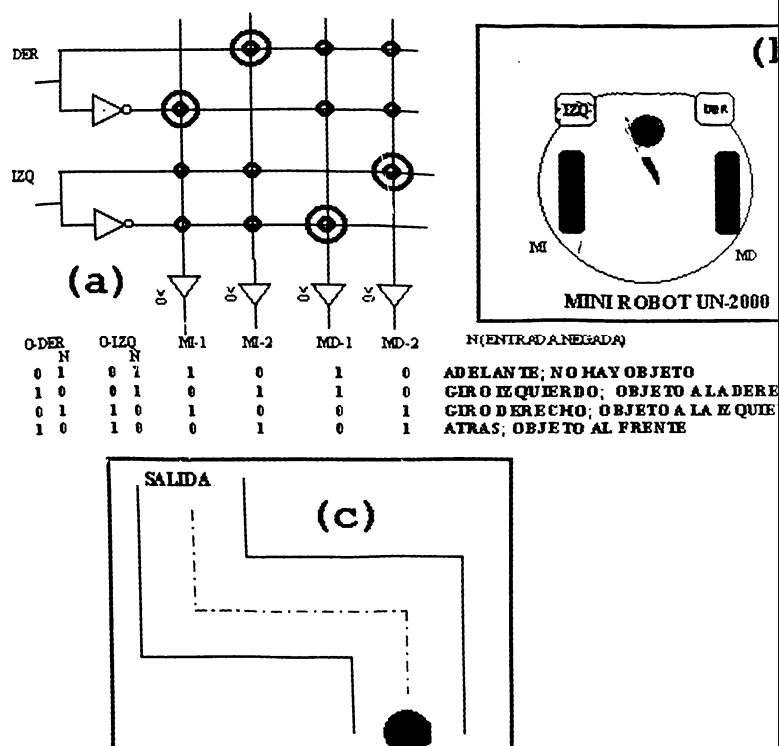 DER
IZQ
(a)
IZQ
DER
MI
MD
MINI ROBOT UN-2000
O-DER O-IZQ MI-1 MI-2 MD-1 MD-2 N(ENTRADA NEGADA)
N N
0 1 0 1 1 0 1 0 ADELANTE; NO HAY OBJETO
1 0 0 1 0 1 1 0 GIRO IZQUIERDO; OBJETO A LA DERE
0 1 1 0 1 0 0 1 GIRO DERECHO; OBJETO A LA IZQUIE
1 0 1 0 0 1 0 1 ATRAS; OBJETO AL FRENTE
SALIDA
(c)